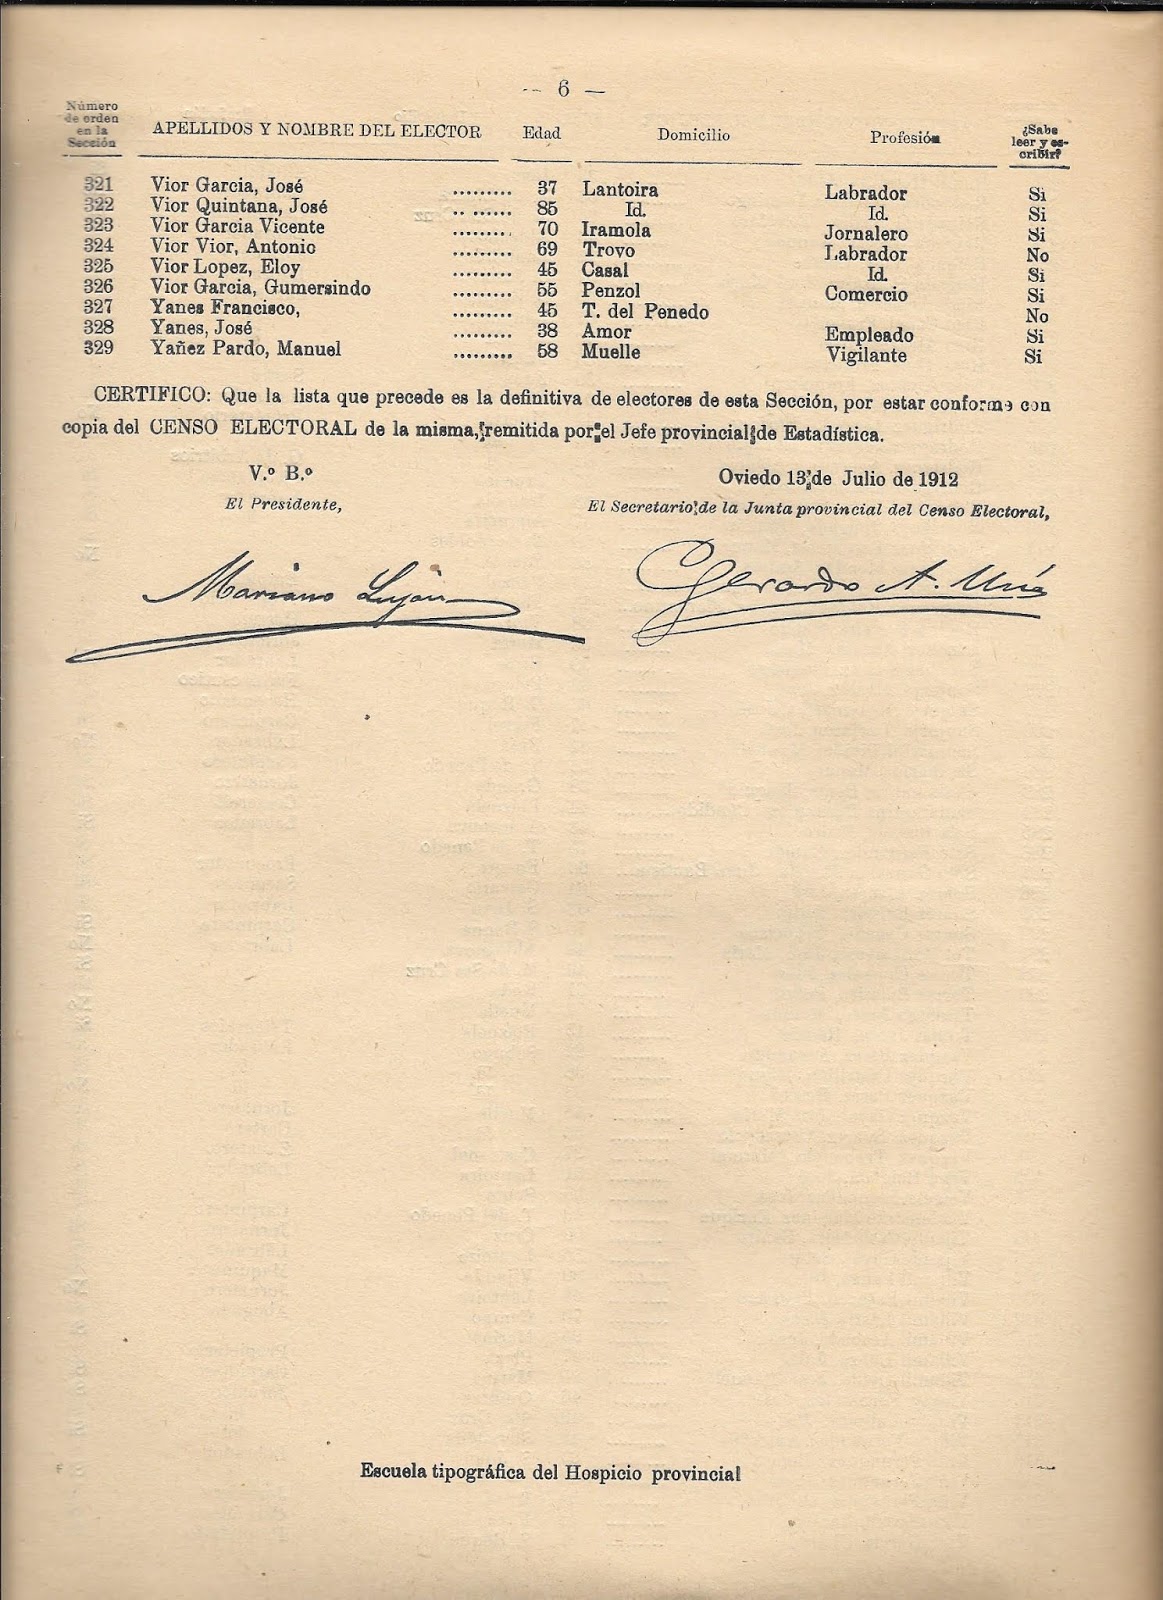 -- 6 —
Número de orden en la Sección APELLIDOS Y NOMBRE DEL ELECTOR Edad Domicilio Profesión ¿Sabe leer y es-cribir?
321 Vior Garcia, José ......... 37 Lantoira Labrador Si
322 Vior Quintana, José .. ...... 85 Id. Id. Si
323 Vior Garcia Vicente ......... 70 Iramola Jornalero Si
324 Vior Vior, Antonio ......... 69 Trovo Labrador No
325 Vior Lopez, Eloy ......... 45 Casal Id. Si
326 Vior Garcia, Gumersindo ......... 55 Penzol Comercio Si
327 Yanes Francisco, ......... 45 T. del Penedo No
328 Yanes, José ......... 38 Amor Empleado Si
329 Yañez Pardo, Manuel ......... 58 Muelle Vigilante Si
CERTIFICO: Que la lista que precede es la definitiva de electores de esta Sección, por estar conforme con
copia del CENSO ELECTORAL de la misma, remitida por el Jefe provincial de Estadística.
V.º B.º Oviedo 13 de Julio de 1912
El Presidente, El Secretario de la Junta provincial del Censo Electoral,
Mariano Luján Gerardo A. Uría
Escuela tipográfica del Hospicio provincial